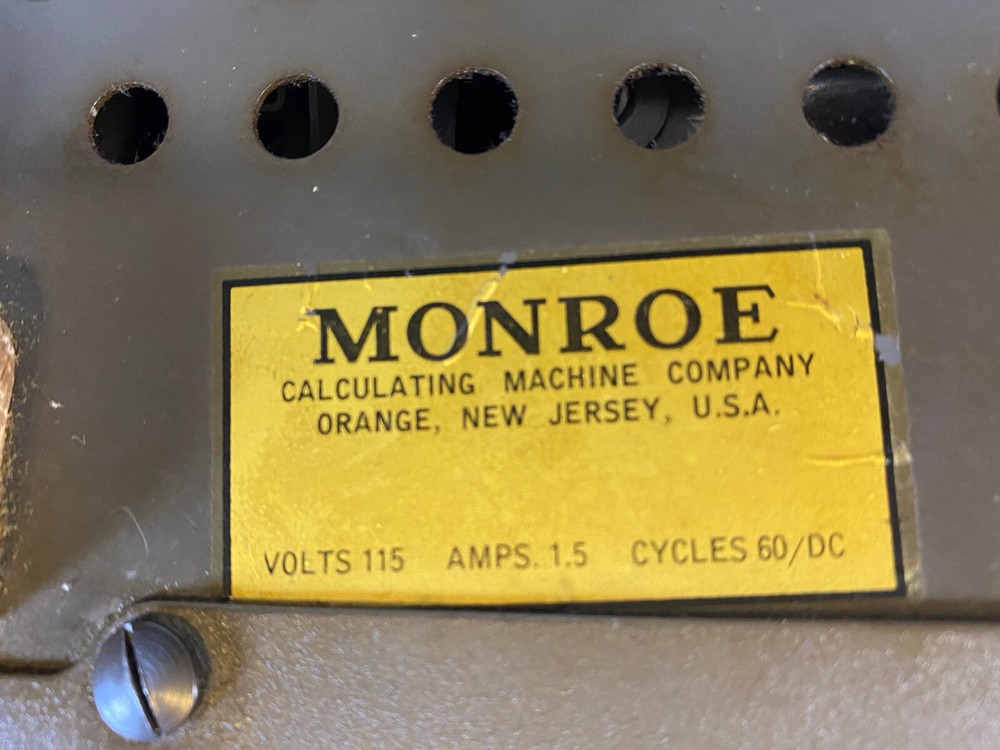 MONROE
CALCULATING MACHINE COMPANY
ORANGE, NEW JERSEY, U.S.A.
VOLTS 115 AMPS. 1.5 CYCLES 60/DC